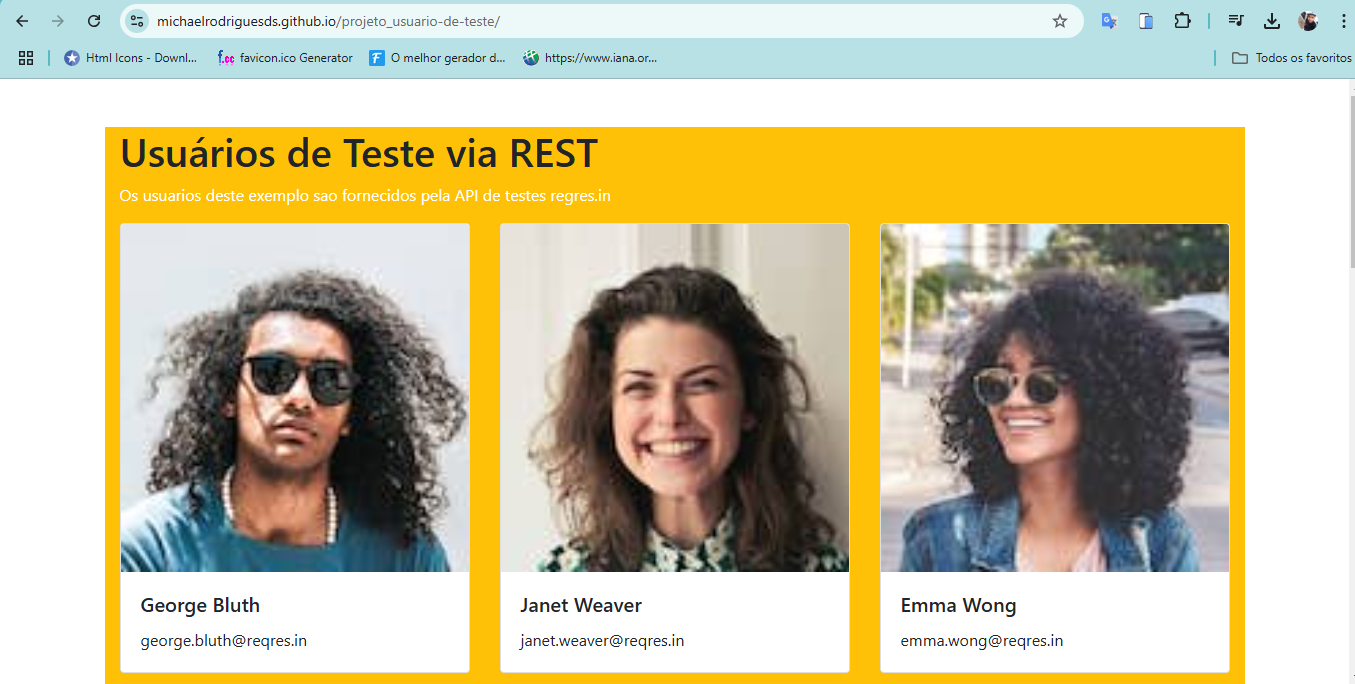 michaelrodriguesds.github.io/projeto_usuario-de-teste/
Html Icons - Downl...
f.cc favicon.ico Generator
F O melhor gerador d...
https://www.iana.or...
Todos os favoritos
Usuários de Teste via REST
Os usuarios deste exemplo sao fornecidos pela API de testes regres.in
George Bluth
george.bluth@reqres.in
Janet Weaver
janet.weaver@reqres.in
Emma Wong
emma.wong@reqres.in